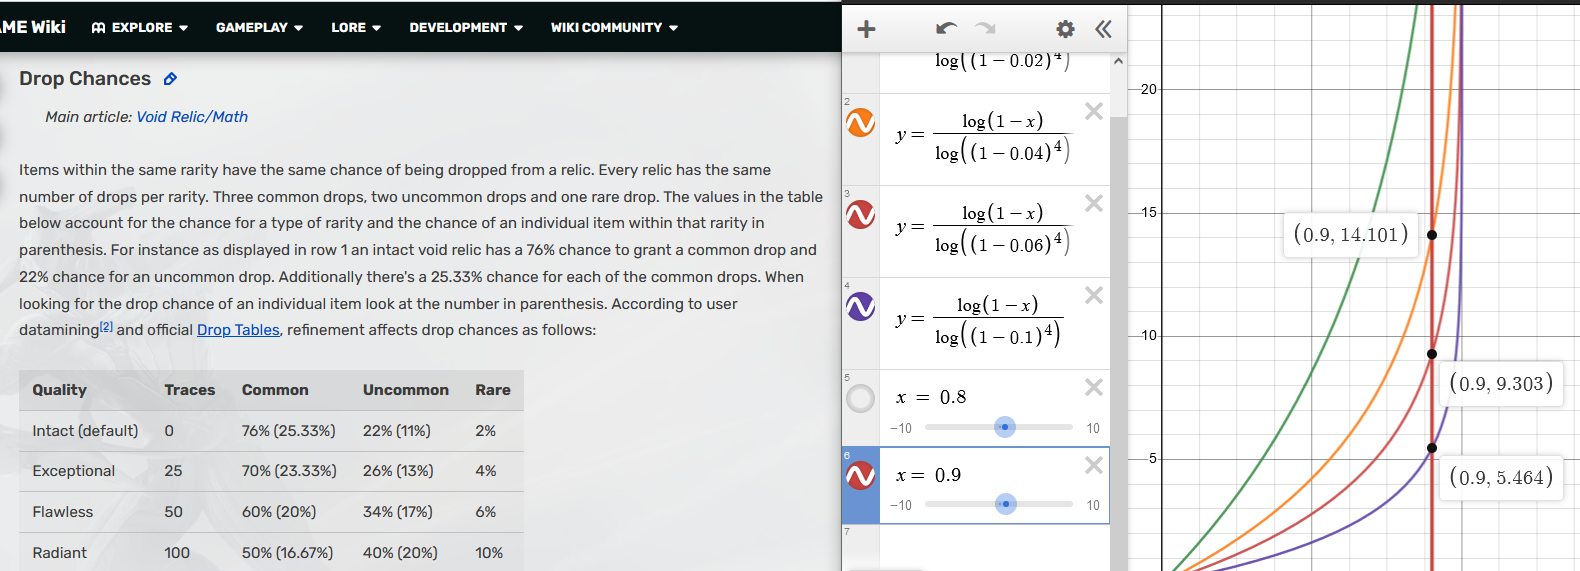 AME Wiki EXPLORE GAMEPLAY LORE DEVELOPMENT WIKI COMMUNITY
Drop Chances
Main article: Void Relic/Math
Items within the same rarity have the same chance of being dropped from a relic. Every relic has the same
number of drops per rarity. Three common drops, two uncommon drops and one rare drop. The values in the table
below account for the chance for a type of rarity and the chance of an individual item within that rarity in
parenthesis. For instance as displayed in row 1 an intact void relic has a 76% chance to grant a common drop and
22% chance for an uncommon drop. Additionally there's a 25.33% chance for each of the common drops. When
looking for the drop chance of an individual item look at the number in parenthesis. According to user
datamining[2] and official Drop Tables, refinement affects drop chances as follows:
Quality Traces Common Uncommon Rare
Intact (default) 0 76% (25.33%) 22% (11%) 2%
Exceptional 25 70% (23.33%) 26% (13%) 4%
Flawless 50 60% (20%) 34% (17%) 6%
Radiant 100 50% (16.67%) 40% (20%) 10%
log((1 − 0.02)⁴)
2
y = log(1 − x) / log((1 − 0.04)⁴)
3
y = log(1 − x) / log((1 − 0.06)⁴)
4
y = log(1 − x) / log((1 − 0.1)⁴)
5
x = 0.8
−10 10
6
x = 0.9
−10 10
7
20
15
(0.9, 14.101)
10
(0.9, 9.303)
5
(0.9, 5.464)